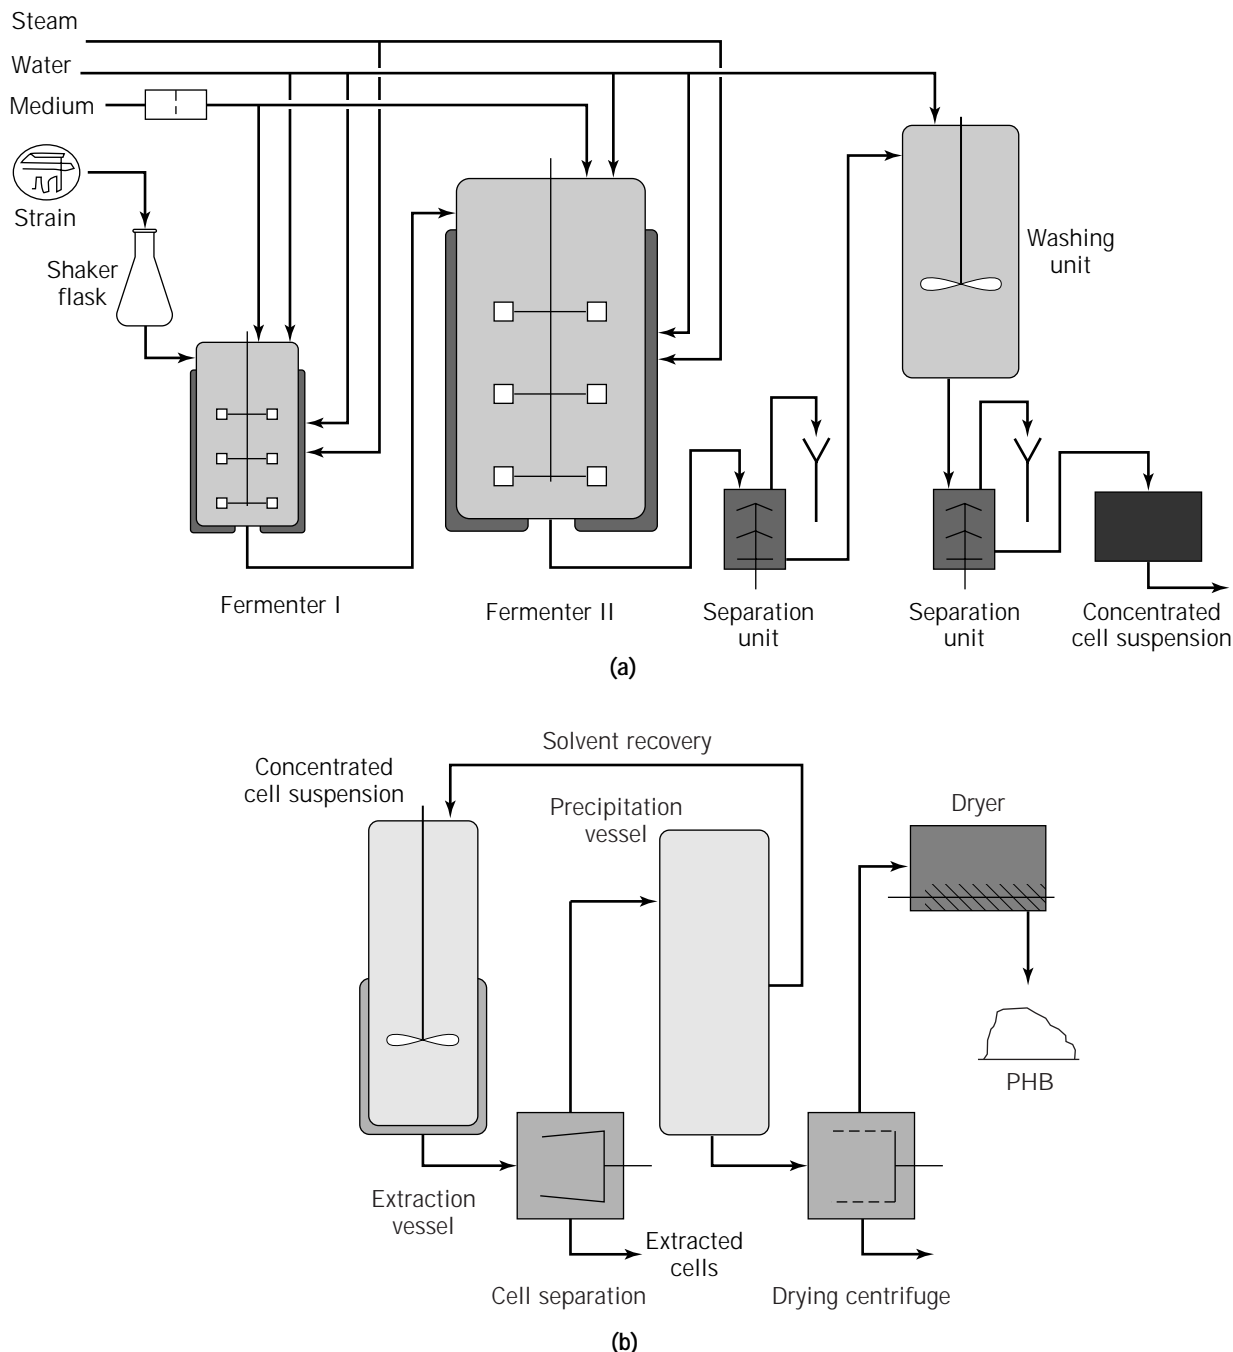 Steam
Water
Medium
Strain
Shaker
flask
Washing
unit
Fermenter I
Fermenter II
Separation
unit
Separation
unit
Concentrated
cell suspension
(a)
Solvent recovery
Concentrated
cell suspension
Precipitation
vessel
Dryer
PHB
Extraction
vessel
Extracted
cells
Cell separation
Drying centrifuge
(b)